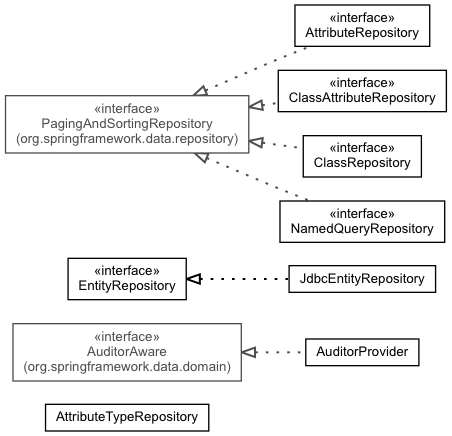 «interface»
AttributeRepository
«interface»
ClassAttributeRepository
«interface»
PagingAndSortingRepository
(org.springframework.data.repository)
«interface»
ClassRepository
«interface»
NamedQueryRepository
«interface»
EntityRepository
JdbcEntityRepository
«interface»
AuditorAware
(org.springframework.data.domain)
AuditorProvider
AttributeTypeRepository